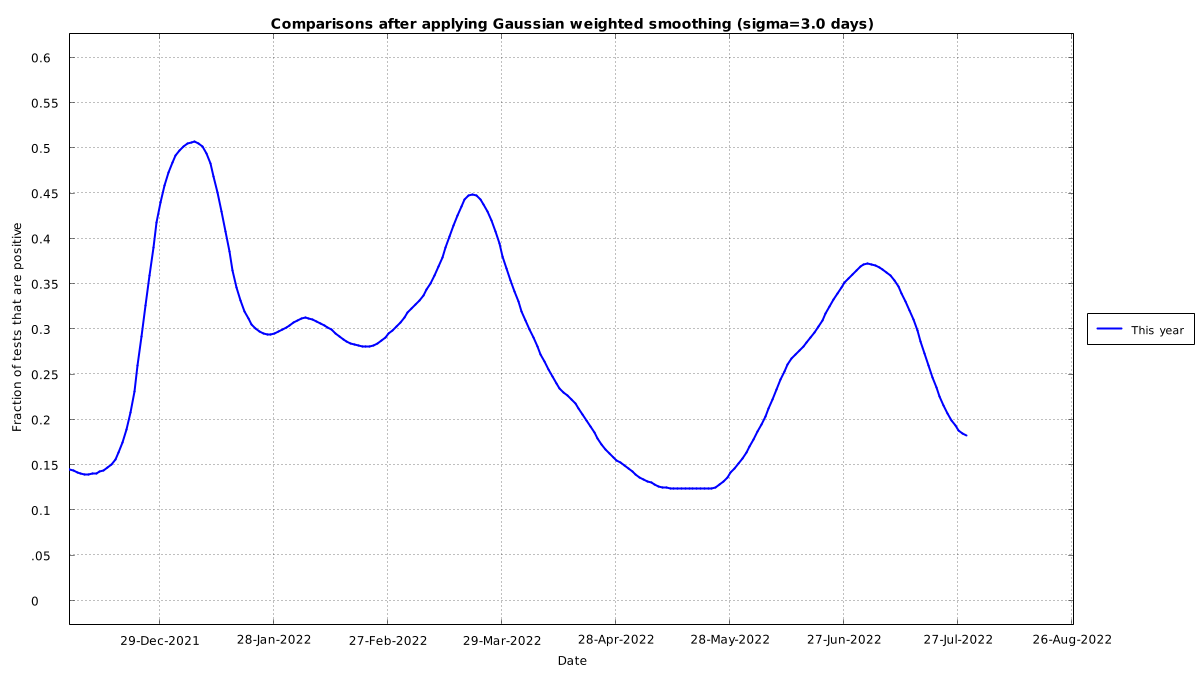 Comparisons after applying Gaussian weighted smoothing (sigma=3.0 days)
0.6
0.55
0.5
0.45
0.4
0.35
0.3
0.25
0.2
0.15
0.1
.05
0
Fraction of tests that are positive
This year
29-Dec-2021 28-Jan-2022 27-Feb-2022 29-Mar-2022 28-Apr-2022 28-May-2022 27-Jun-2022 27-Jul-2022 26-Aug-2022
Date